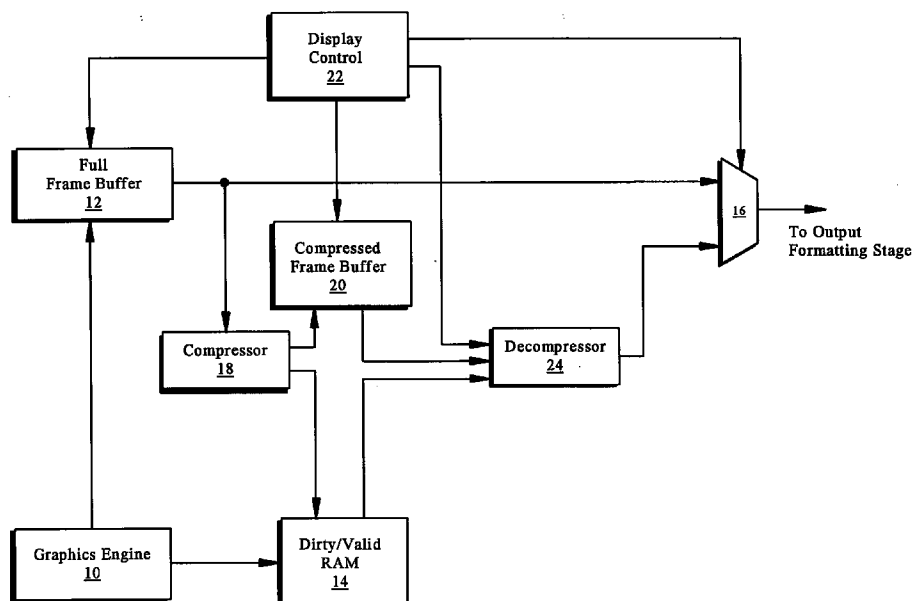 Display
Control
22
Full
Frame Buffer
12
16
To Output
Formatting Stage
Compressed
Frame Buffer
20
Compressor
18
Decompressor
24
Graphics Engine
10
Dirty/Valid
RAM
14